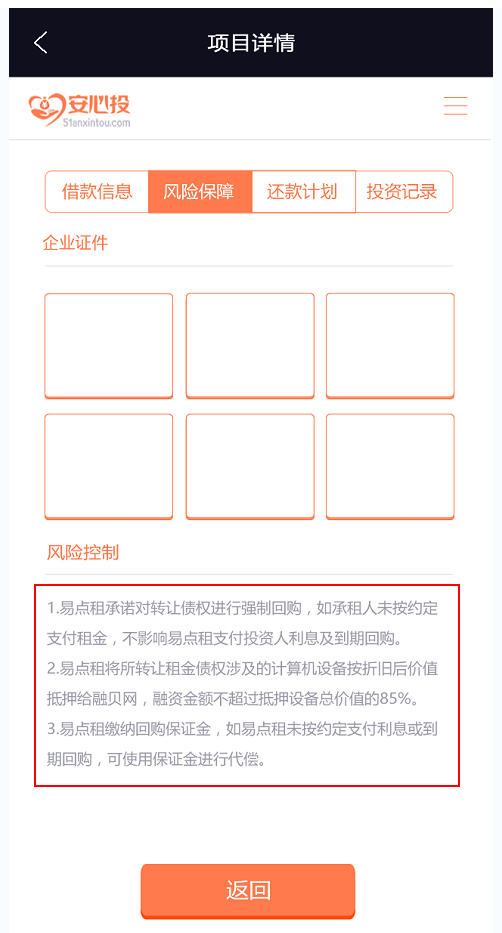 项目详情
安心投
51anxintou.com
借款信息 风险保障 还款计划 投资记录
企业证件
风险控制
1.易点租承诺对转让债权进行强制回购，如承租人未按约定
支付租金，不影响易点租支付投资人利息及到期回购。
2.易点租将所转让租金债权涉及的计算机设备按折旧后价值
抵押给融贝网，融资金额不超过抵押设备总价值的85%。
3.易点租缴纳回购保证金，如易点租未按约定支付利息或到
期回购，可使用保证金进行代偿。
返回